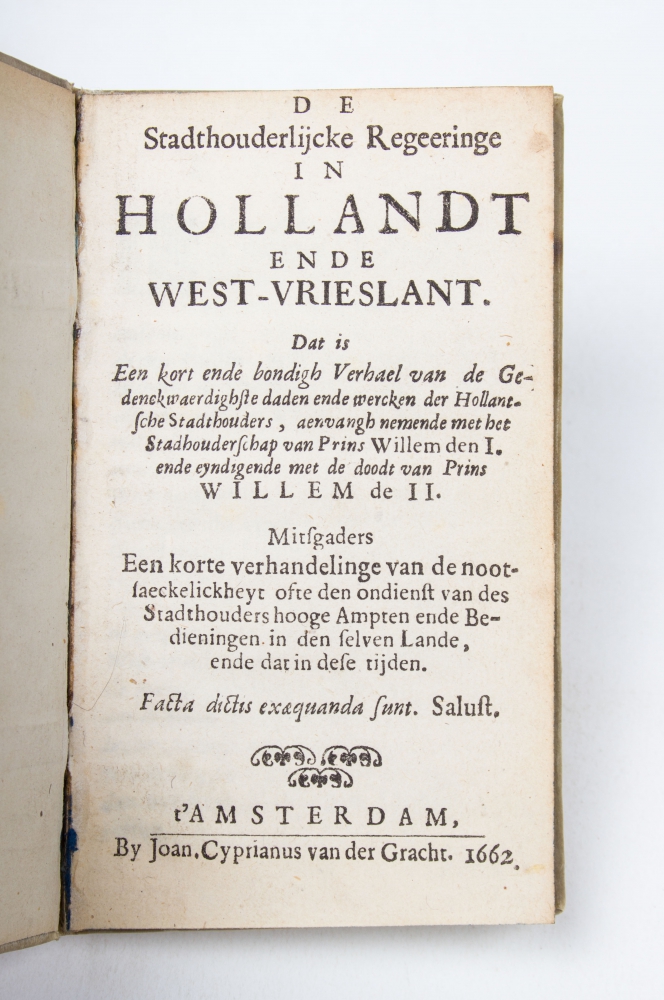 DE
Stadthouderlijcke Regeeringe
IN
HOLLANDT
ENDE
WEST-VRIESLANT.
Dat is
Een kort ende bondigh Verhael van de Ge-
denckwaerdighſte daden ende wercken der Hollant-
ſche Stadthouders, aenvangh nemende met het
Stadhouderſchap van Prins Willem den I.
ende eyndigende met de doodt van Prins
WILLEM de II.
Mitſgaders
Een korte verhandelinge van de noot-
ſaeckelickheyt ofte den ondienſt van des
Stadthouders hooge Ampten ende Be-
dieningen in den ſelven Lande,
ende dat in deſe tijden.
Facta dictis exæquanda ſunt. Saluſt.
t'AMSTERDAM,
By Joan. Cyprianus van der Gracht. 1662.